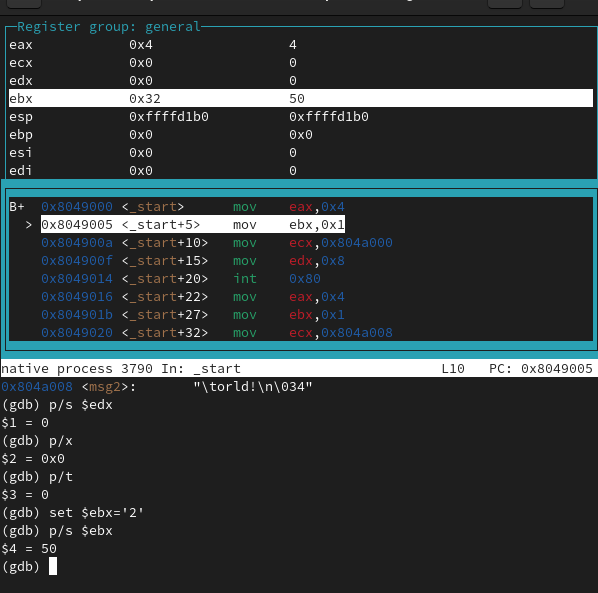 Register group: general
eax 0x4 4
ecx 0x0 0
edx 0x0 0
ebx 0x32 50
esp 0xffffd1b0 0xffffd1b0
ebp 0x0 0x0
esi 0x0 0
edi 0x0 0
B+ 0x8049000 <_start> mov eax,0x4
> 0x8049005 <_start+5> mov ebx,0x1
0x804900a <_start+10> mov ecx,0x804a000
0x804900f <_start+15> mov edx,0x8
0x8049014 <_start+20> int 0x80
0x8049016 <_start+22> mov eax,0x4
0x804901b <_start+27> mov ebx,0x1
0x8049020 <_start+32> mov ecx,0x804a008
native process 3790 In: _start L10 PC: 0x8049005
0x804a008 <msg2>: "\torld!\n\034"
(gdb) p/s $edx
$1 = 0
(gdb) p/x
$2 = 0x0
(gdb) p/t
$3 = 0
(gdb) set $ebx='2'
(gdb) p/s $ebx
$4 = 50
(gdb)